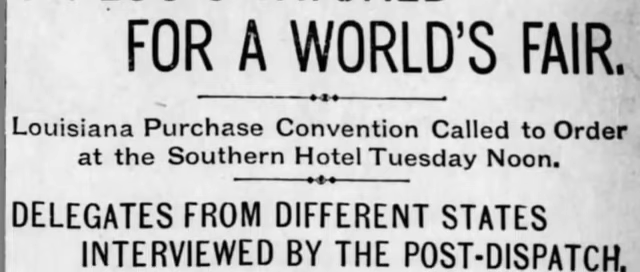 FOR A WORLD'S FAIR.
Louisiana Purchase Convention Called to Order
at the Southern Hotel Tuesday Noon.
DELEGATES FROM DIFFERENT STATES
INTERVIEWED BY THE POST-DISPATCH.